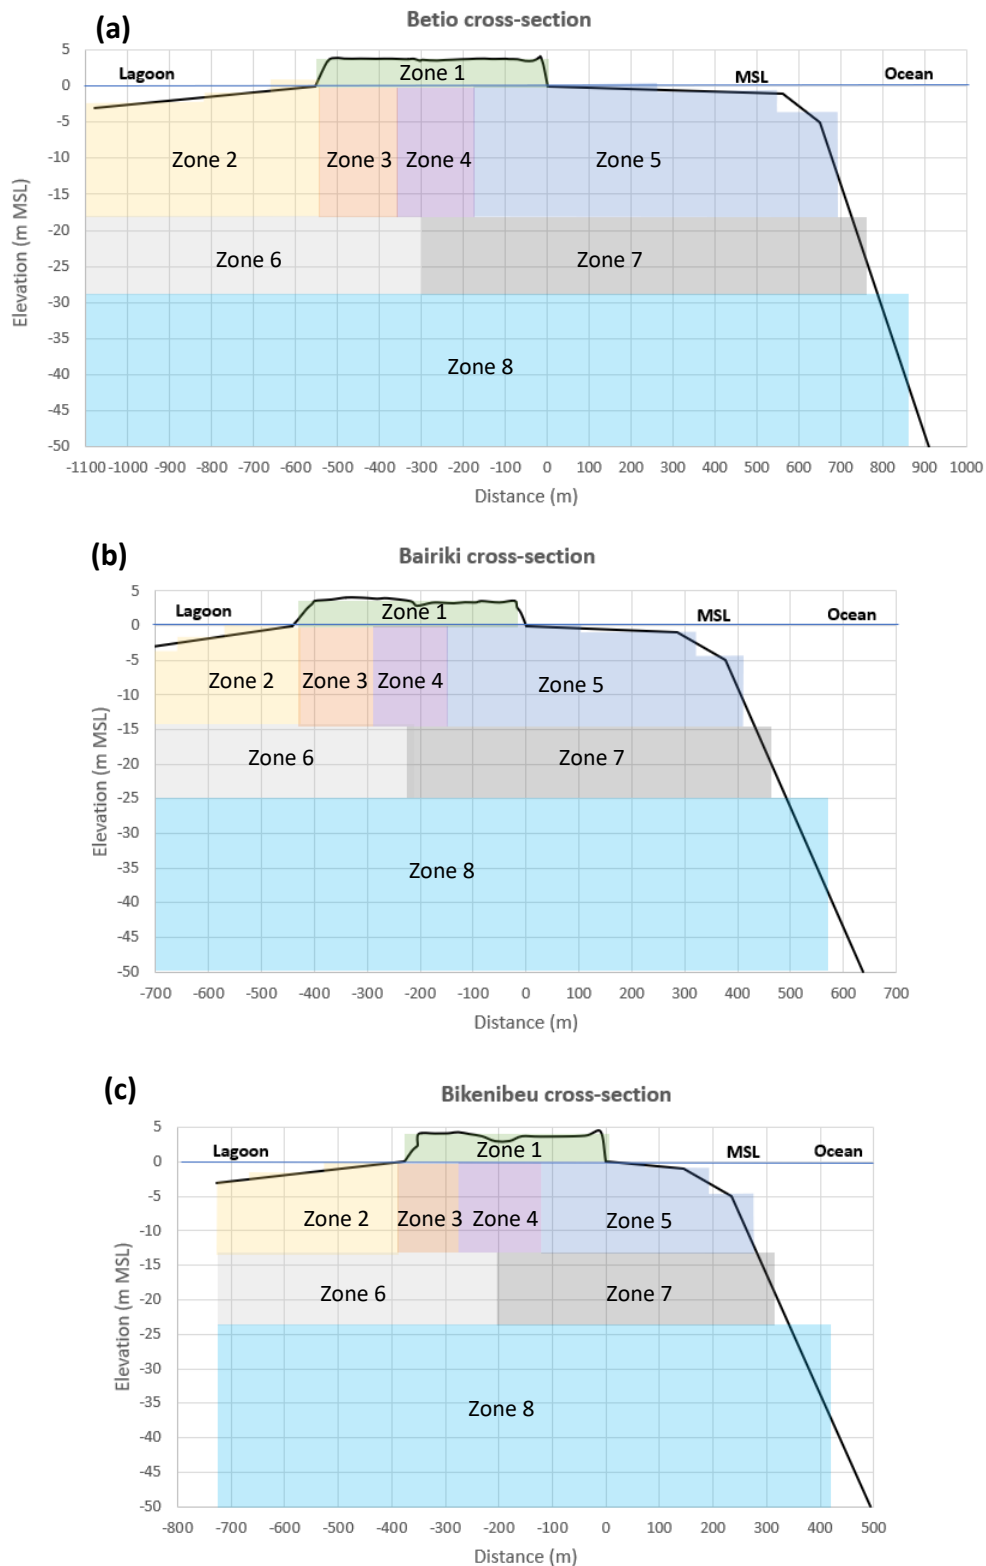 (a)
Betio cross-section
5
0
-5
-10
-15
-20
-25
-30
-35
-40
-45
-50
Elevation (m MSL)
Lagoon
Zone 1
MSL
Ocean
Zone 2
Zone 3
Zone 4
Zone 5
Zone 6
Zone 7
Zone 8
-1100 -1000 -900 -800 -700 -600 -500 -400 -300 -200 -100 0 100 200 300 400 500 600 700 800 900 1000
Distance (m)
(b)
Bairiki cross-section
5
0
-5
-10
-15
-20
-25
-30
-35
-40
-45
-50
Elevation (m MSL)
Lagoon
Zone 1
MSL
Ocean
Zone 2
Zone 3
Zone 4
Zone 5
Zone 6
Zone 7
Zone 8
-700 -600 -500 -400 -300 -200 -100 0 100 200 300 400 500 600 700
Distance (m)
(c)
Bikenibeu cross-section
5
0
-5
-10
-15
-20
-25
-30
-35
-40
-45
-50
Elevation (m MSL)
Lagoon
Zone 1
MSL
Ocean
Zone 2
Zone 3
Zone 4
Zone 5
Zone 6
Zone 7
Zone 8
-800 -700 -600 -500 -400 -300 -200 -100 0 100 200 300 400 500
Distance (m)